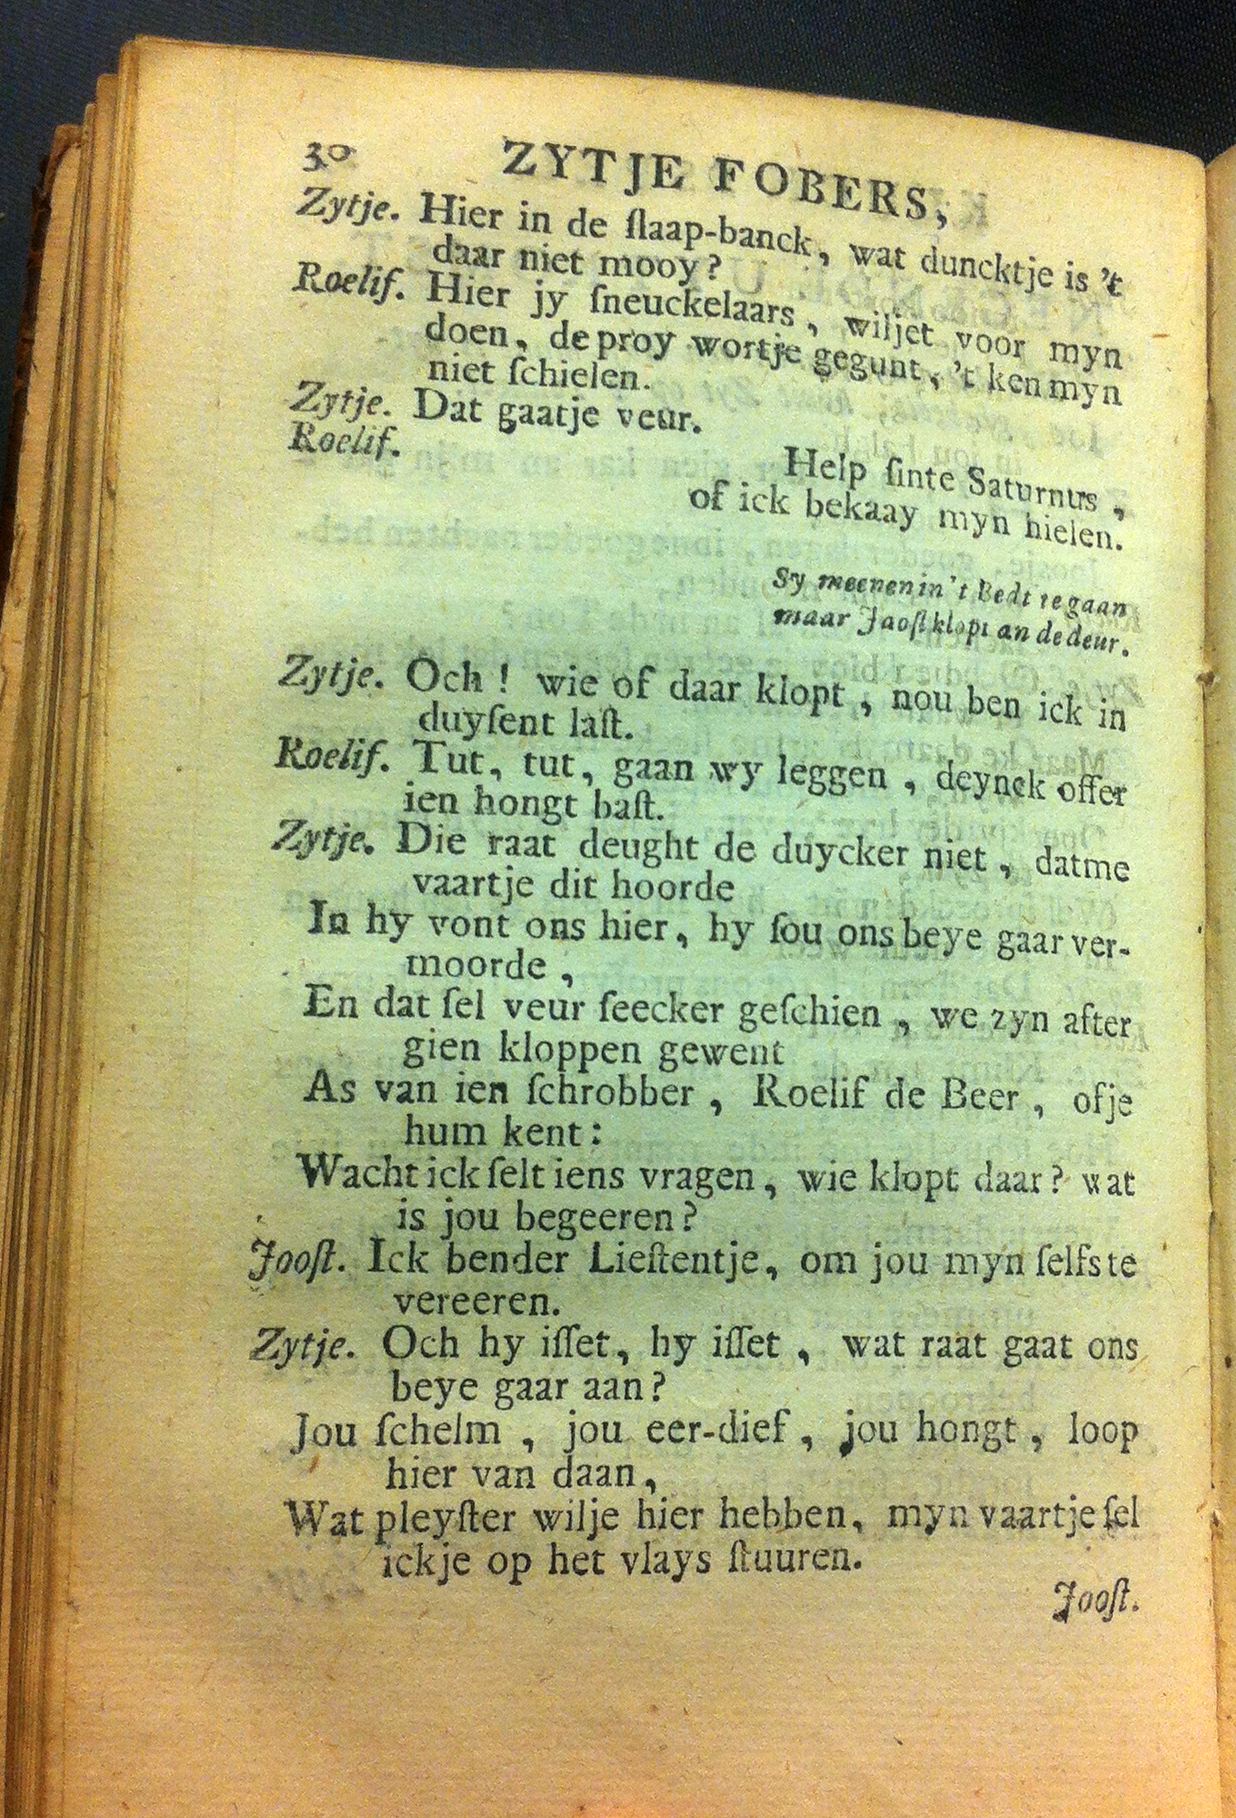 30 ZYTJE FOBERS,
Zytje. Hier in de ſlaap-banck, wat duncktje is 't
daar niet mooy?
Roelif. Hier jy ſneuckelaars, wiljet voor myn
doen, de proy wortje gegunt, 't ken myn
niet ſchielen.
Zytje. Dat gaatje veur.
Roelif.
Help ſinte Saturnus,
of ick bekaay myn hielen.
Sy meenen in 't Bedt te gaan
maar Jaoſt klopt an de deur.
Zytje. Och! wie of daar klopt, nou ben ick in
duyſent laſt.
Roelif. Tut, tut, gaan wy leggen, deynck offer
ien hongt baſt.
Zytje. Die raat deught de duycker niet, datme
vaartje dit hoorde
In hy vont ons hier, hy ſou ons beye gaar ver-
moorde,
En dat ſel veur ſeecker geſchien, we zyn after
gien kloppen gewent
As van ien ſchrobber, Roelif de Beer, ofje
hum kent:
Wacht ick ſelt iens vragen, wie klopt daar? wat
is jou begeeren?
Jooſt. Ick bender Lieſtentje, om jou myn ſelfs te
vereeren.
Zytje. Och hy iſſet, hy iſſet, wat raat gaat ons
beye gaar aan?
Jou ſchelm, jou eer-dief, jou hongt, loop
hier van daan,
Wat pleyſter wilje hier hebben, myn vaartje ſel
ickje op het vlays ſtuuren.
Jooſt.